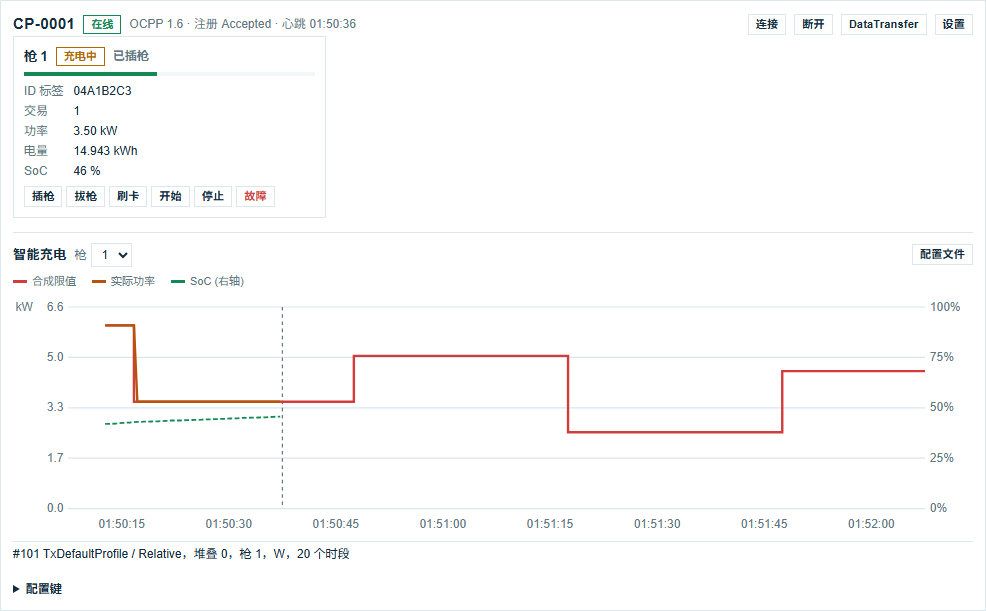 CP-0001 在线 OCPP 1.6 · 注册 Accepted · 心跳 01:50:36 连接 断开 DataTransfer 设置
枪 1 充电中 已插枪
ID 标签 04A1B2C3
交易 1
功率 3.50 kW
电量 14.943 kWh
SoC 46 %
插枪 拔枪 刷卡 开始 停止 故障
智能充电 枪 1 配置文件
合成限值 实际功率 SoC (右轴)
kW 6.6 100%
5.0 75%
3.3 50%
1.7 25%
0.0 0%
01:50:15 01:50:30 01:50:45 01:51:00 01:51:15 01:51:30 01:51:45 01:52:00
#101 TxDefaultProfile / Relative，堆叠 0，枪 1，W，20 个时段
配置键